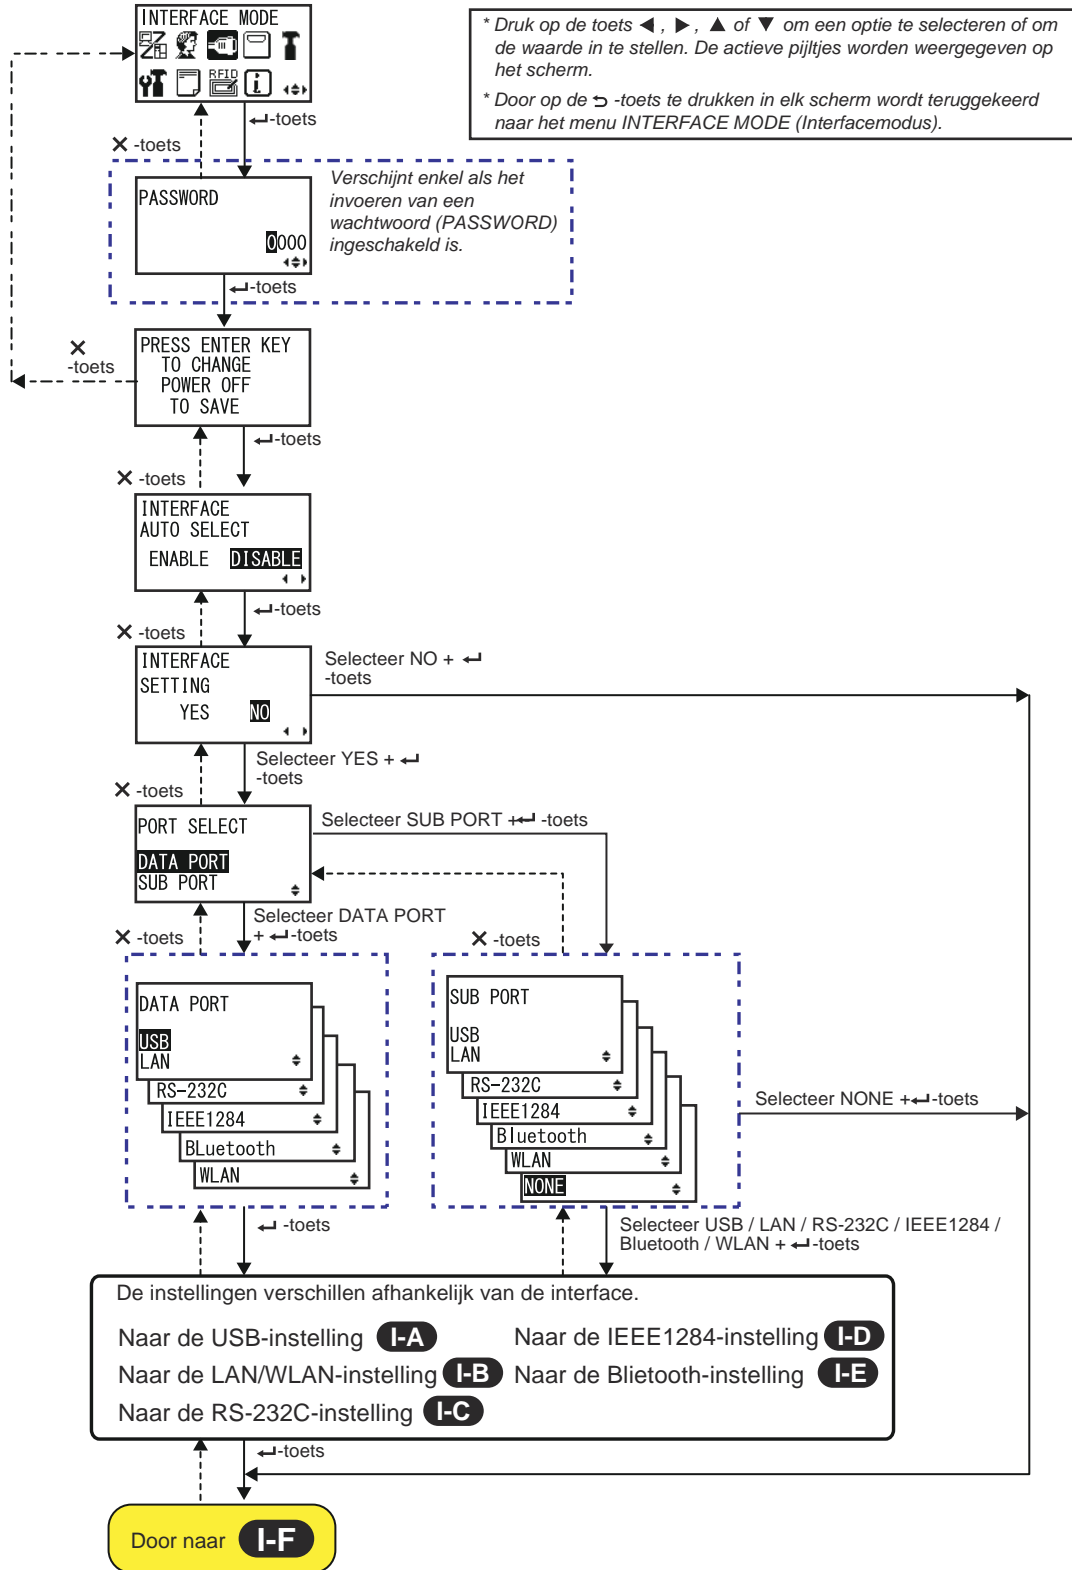 INTERFACE MODE
RFID
i
* Druk op de toets ◀ , ▶ , ▲ of ▼ om een optie te selecteren of om
de waarde in te stellen. De actieve pijltjes worden weergegeven op
het scherm.
* Door op de ⮌ -toets te drukken in elk scherm wordt teruggekeerd
naar het menu INTERFACE MODE (Interfacemodus).
↵-toets
✕ -toets
PASSWORD
0000
Verschijnt enkel als het
invoeren van een
wachtwoord (PASSWORD)
ingeschakeld is.
↵-toets
✕
-toets
PRESS ENTER KEY
TO CHANGE
POWER OFF
TO SAVE
↵-toets
✕ -toets
INTERFACE
AUTO SELECT
ENABLE DISABLE
↵-toets
✕ -toets
INTERFACE
SETTING
YES NO
Selecteer NO + ↵
-toets
Selecteer YES + ↵
-toets
✕ -toets
PORT SELECT
DATA PORT
SUB PORT
Selecteer SUB PORT +↵ -toets
Selecteer DATA PORT
+ ↵-toets
✕ -toets
✕ -toets
DATA PORT
USB
LAN
RS-232C
IEEE1284
BLuetooth
WLAN
SUB PORT
USB
LAN
RS-232C
IEEE1284
Bluetooth
WLAN
NONE
Selecteer NONE +↵-toets
↵ -toets
Selecteer USB / LAN / RS-232C / IEEE1284 /
Bluetooth / WLAN + ↵-toets
De instellingen verschillen afhankelijk van de interface.
Naar de USB-instelling I-A
Naar de IEEE1284-instelling I-D
Naar de LAN/WLAN-instelling I-B
Naar de Blietooth-instelling I-E
Naar de RS-232C-instelling I-C
↵-toets
Door naar I-F